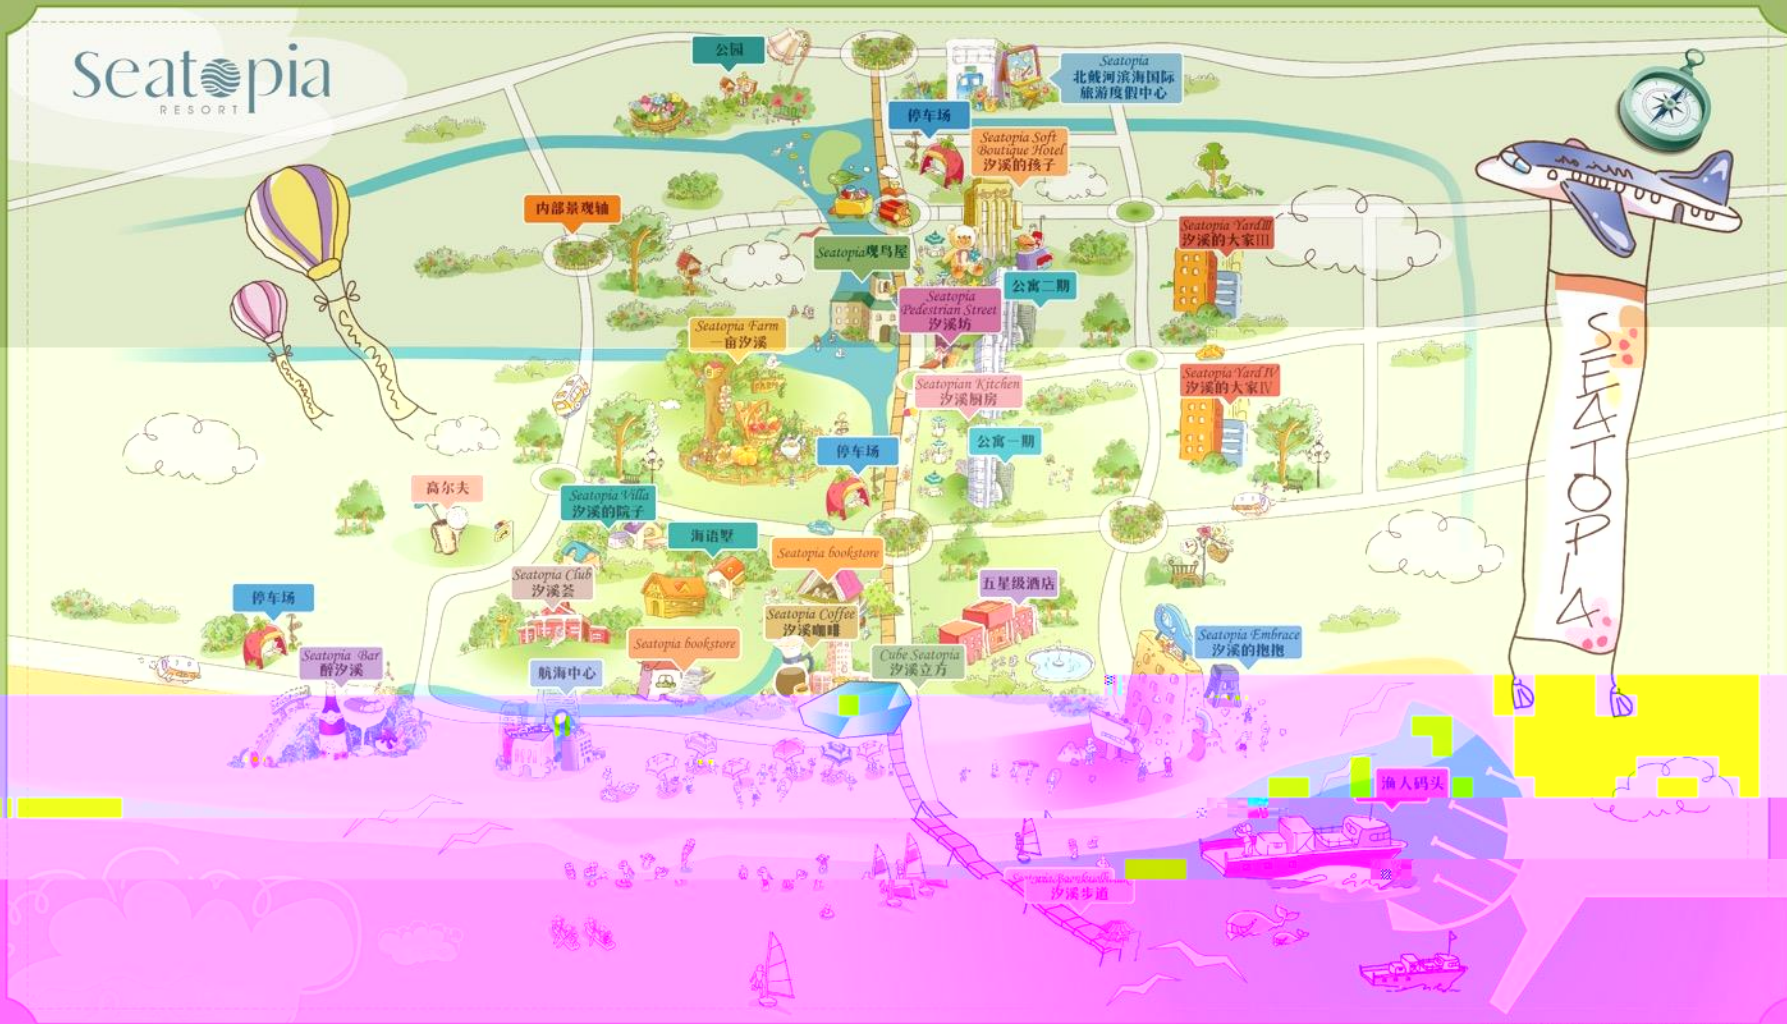 Seatopia
RESORT
公园
Seatopia
北戴河滨海国际
旅游度假中心
停车场
Seatopia Soft
Boutique Hotel
汐溪的孩子
内部景观轴
Seatopia Yard III
汐溪的大家III
Seatopia观鸟屋
公寓二期
Seatopia
Pedestrian Street
汐溪坊
Seatopia Farm
一亩汐溪
Seatopia Yard IV
汐溪的大家IV
Seatopian Kitchen
汐溪厨房
公寓一期
停车场
高尔夫
Seatopia Villa
汐溪的院子
海语墅
Seatopia bookstore
Seatopia Club
汐溪荟
五星级酒店
停车场
Seatopia Coffee
汐溪咖啡
Seatopia bookstore
Seatopia Embrace
汐溪的抱抱
Seatopia Bar
醉汐溪
航海中心
Cube Seatopia
汐溪立方
渔人码头
汐溪步道
SEATOPIA